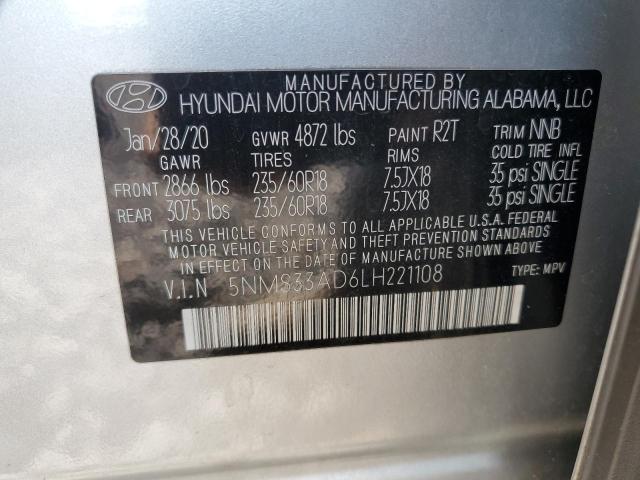 MANUFACTURED BY
HYUNDAI MOTOR MANUFACTURING ALABAMA, LLC
Jan/28/20 GVWR 4872 lbs PAINT R2T TRIM NNB
GAWR TIRES RIMS COLD TIRE INFL
FRONT 2866 lbs 235/60R18 7.5JX18 35 psi SINGLE
REAR 3075 lbs 235/60R18 7.5JX18 35 psi SINGLE
THIS VEHICLE CONFORMS TO ALL APPLICABLE U.S.A. FEDERAL
MOTOR VEHICLE SAFETY, BUMPER, AND THEFT PREVENTION
STANDARDS IN EFFECT ON THE DATE OF MANUFACTURE SHOWN ABOVE.
V.I.N 5NMS33AD6LH221108 TYPE: MPV